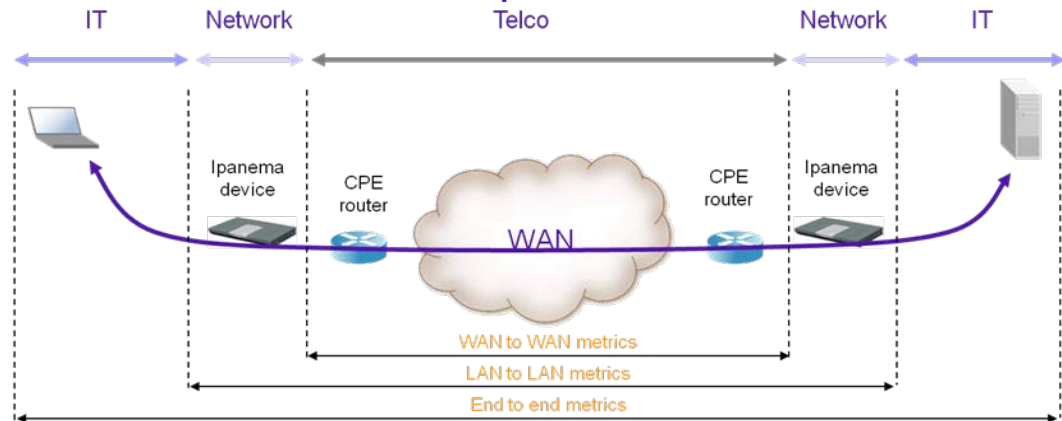 IT Network Telco Network IT
Ipanema
device
CPE
router
CPE
router
Ipanema
device
WAN
WAN to WAN metrics
LAN to LAN metrics
End to end metrics